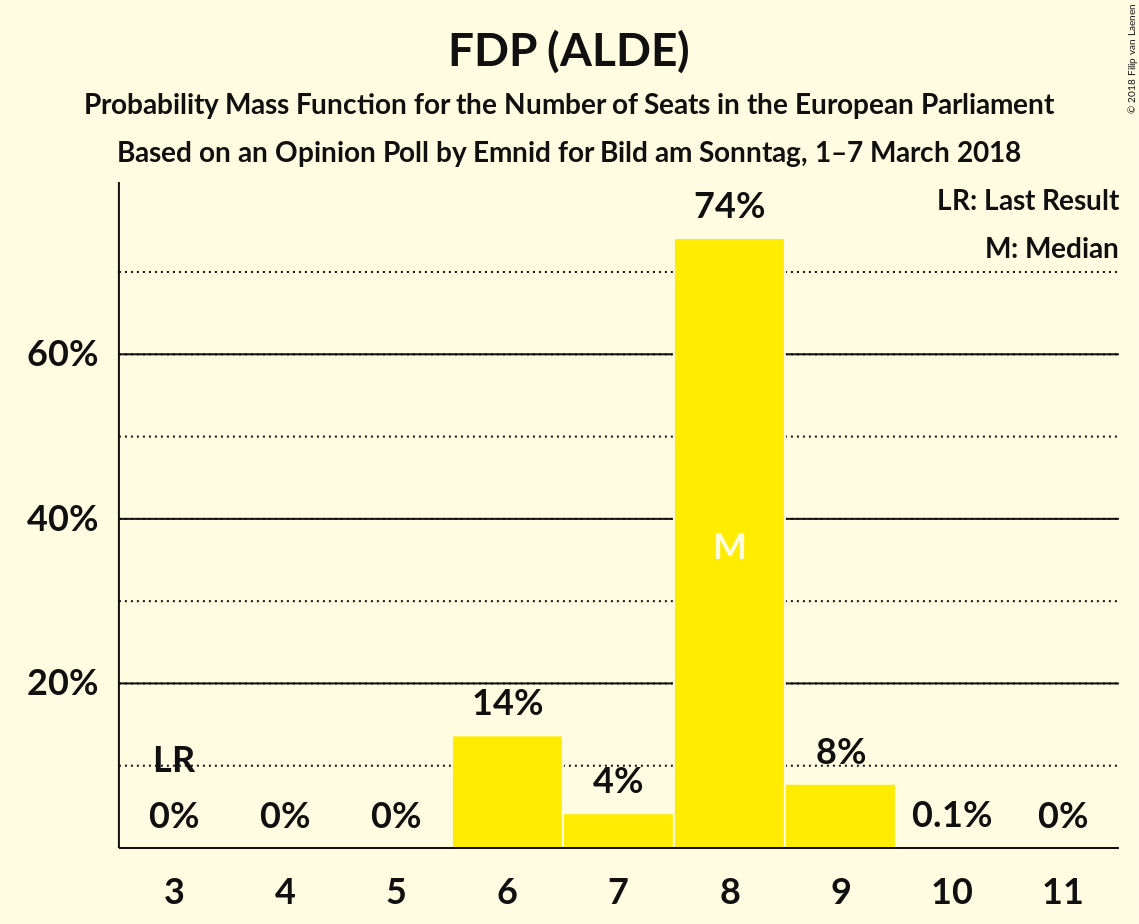 FDP (ALDE)
Probability Mass Function for the Number of Seats in the European Parliament
Based on an Opinion Poll by Emnid for Bild am Sonntag, 1–7 March 2018
© 2018 Filip van Laenen
LR: Last Result
M: Median
74%
60%
40%
M
20%
14%
LR
8%
4%
0% 0% 0% 0.1% 0%
3 4 5 6 7 8 9 10 11